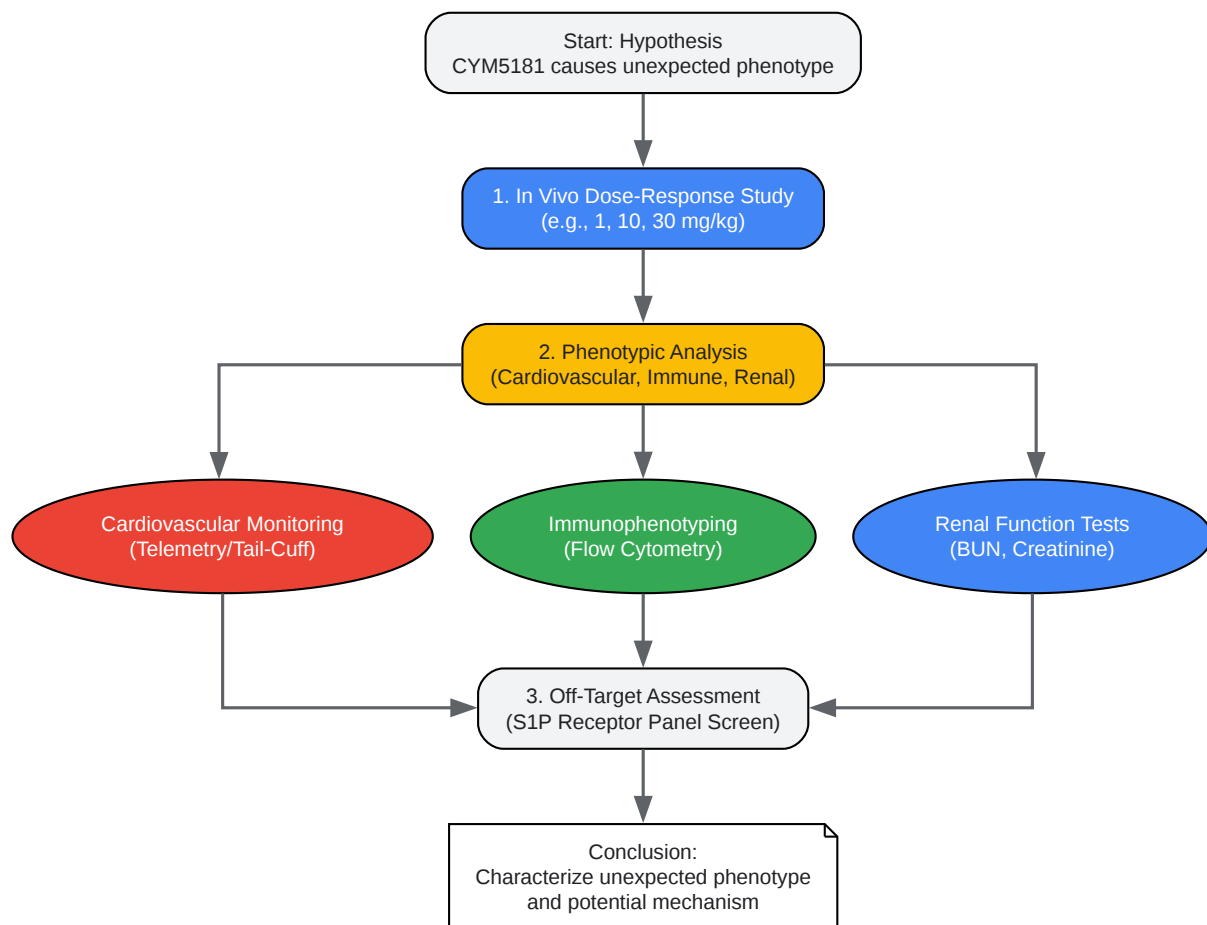 Start: Hypothesis
CYM5181 causes unexpected phenotype
1. In Vivo Dose-Response Study
(e.g., 1, 10, 30 mg/kg)
2. Phenotypic Analysis
(Cardiovascular, Immune, Renal)
Cardiovascular Monitoring
(Telemetry/Tail-Cuff)
Immunophenotyping
(Flow Cytometry)
Renal Function Tests
(BUN, Creatinine)
3. Off-Target Assessment
(S1P Receptor Panel Screen)
Conclusion:
Characterize unexpected phenotype
and potential mechanism